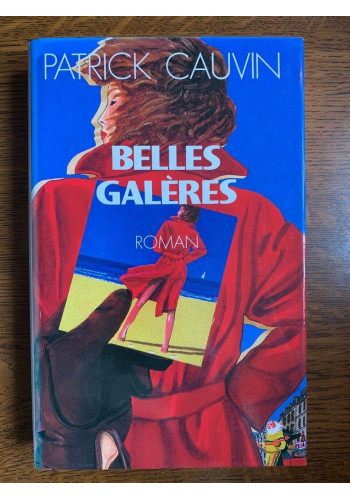 PATRICK CAUVIN
BELLES
GALÈRES
ROMAN